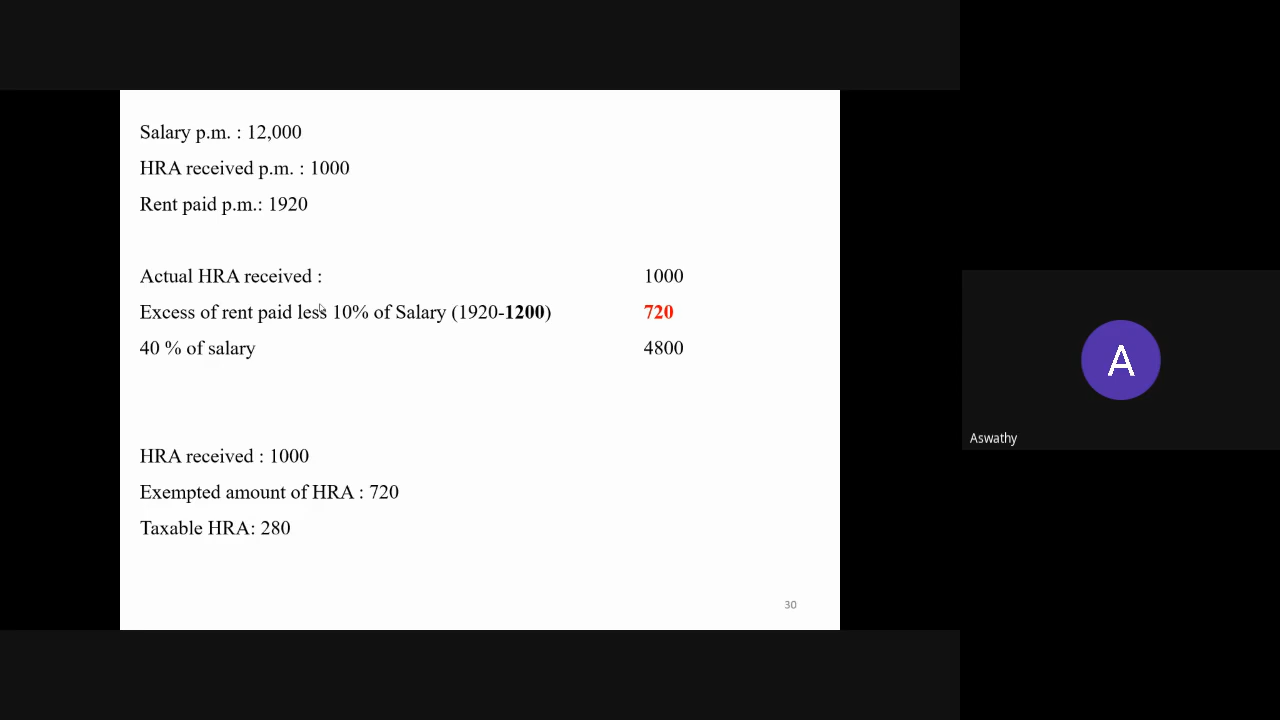 Salary p.m. : 12,000
HRA received p.m. : 1000
Rent paid p.m.: 1920
Actual HRA received : 1000
Excess of rent paid less 10% of Salary (1920-1200) 720
40 % of salary 4800
HRA received : 1000
Exempted amount of HRA : 720
Taxable HRA: 280
30
A
Aswathy